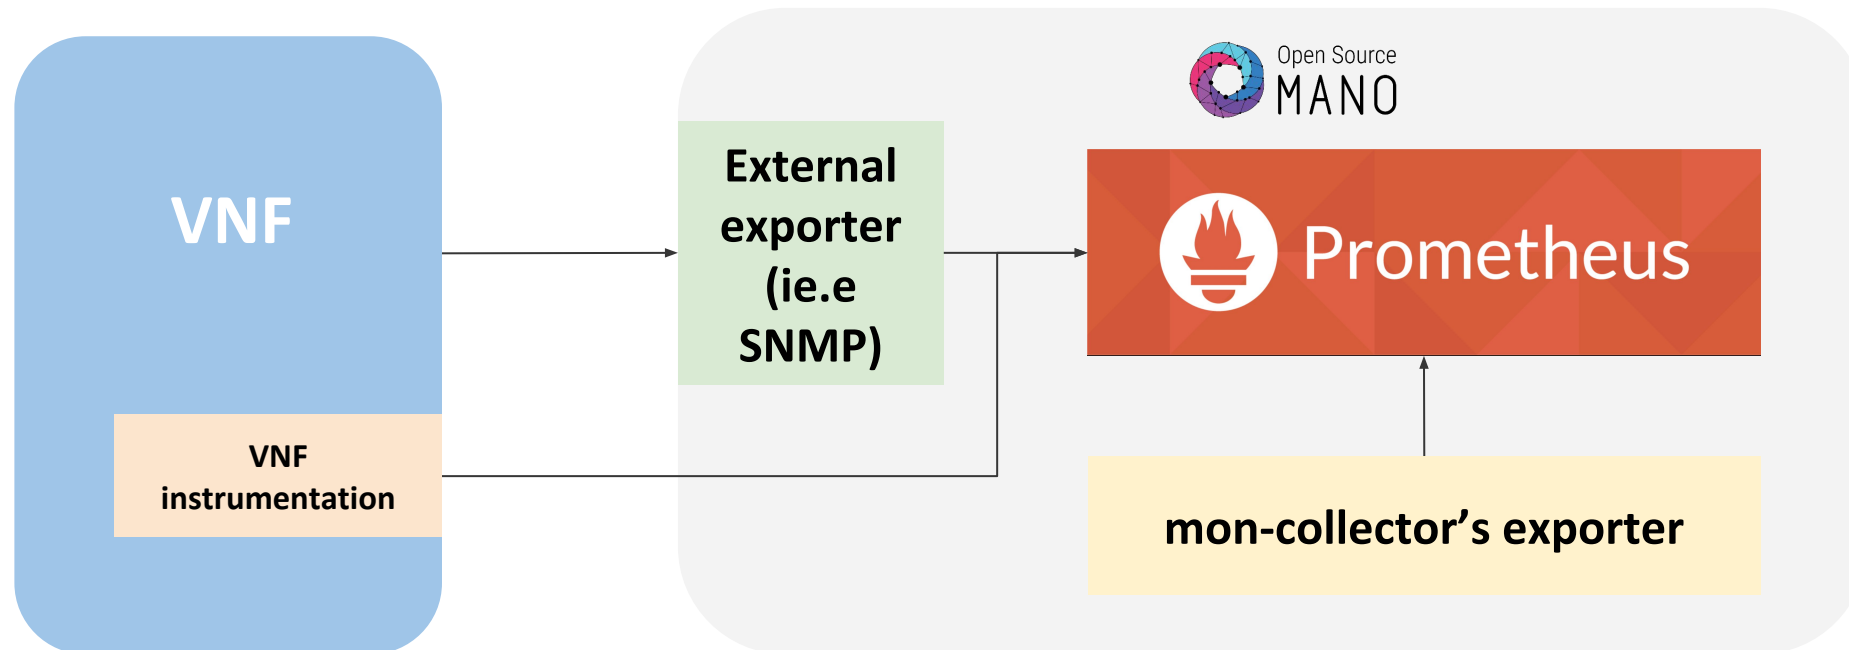 VNF
VNF
instrumentation
External
exporter
(ie.e
SNMP)
Open Source
MANO
Prometheus
mon-collector’s exporter